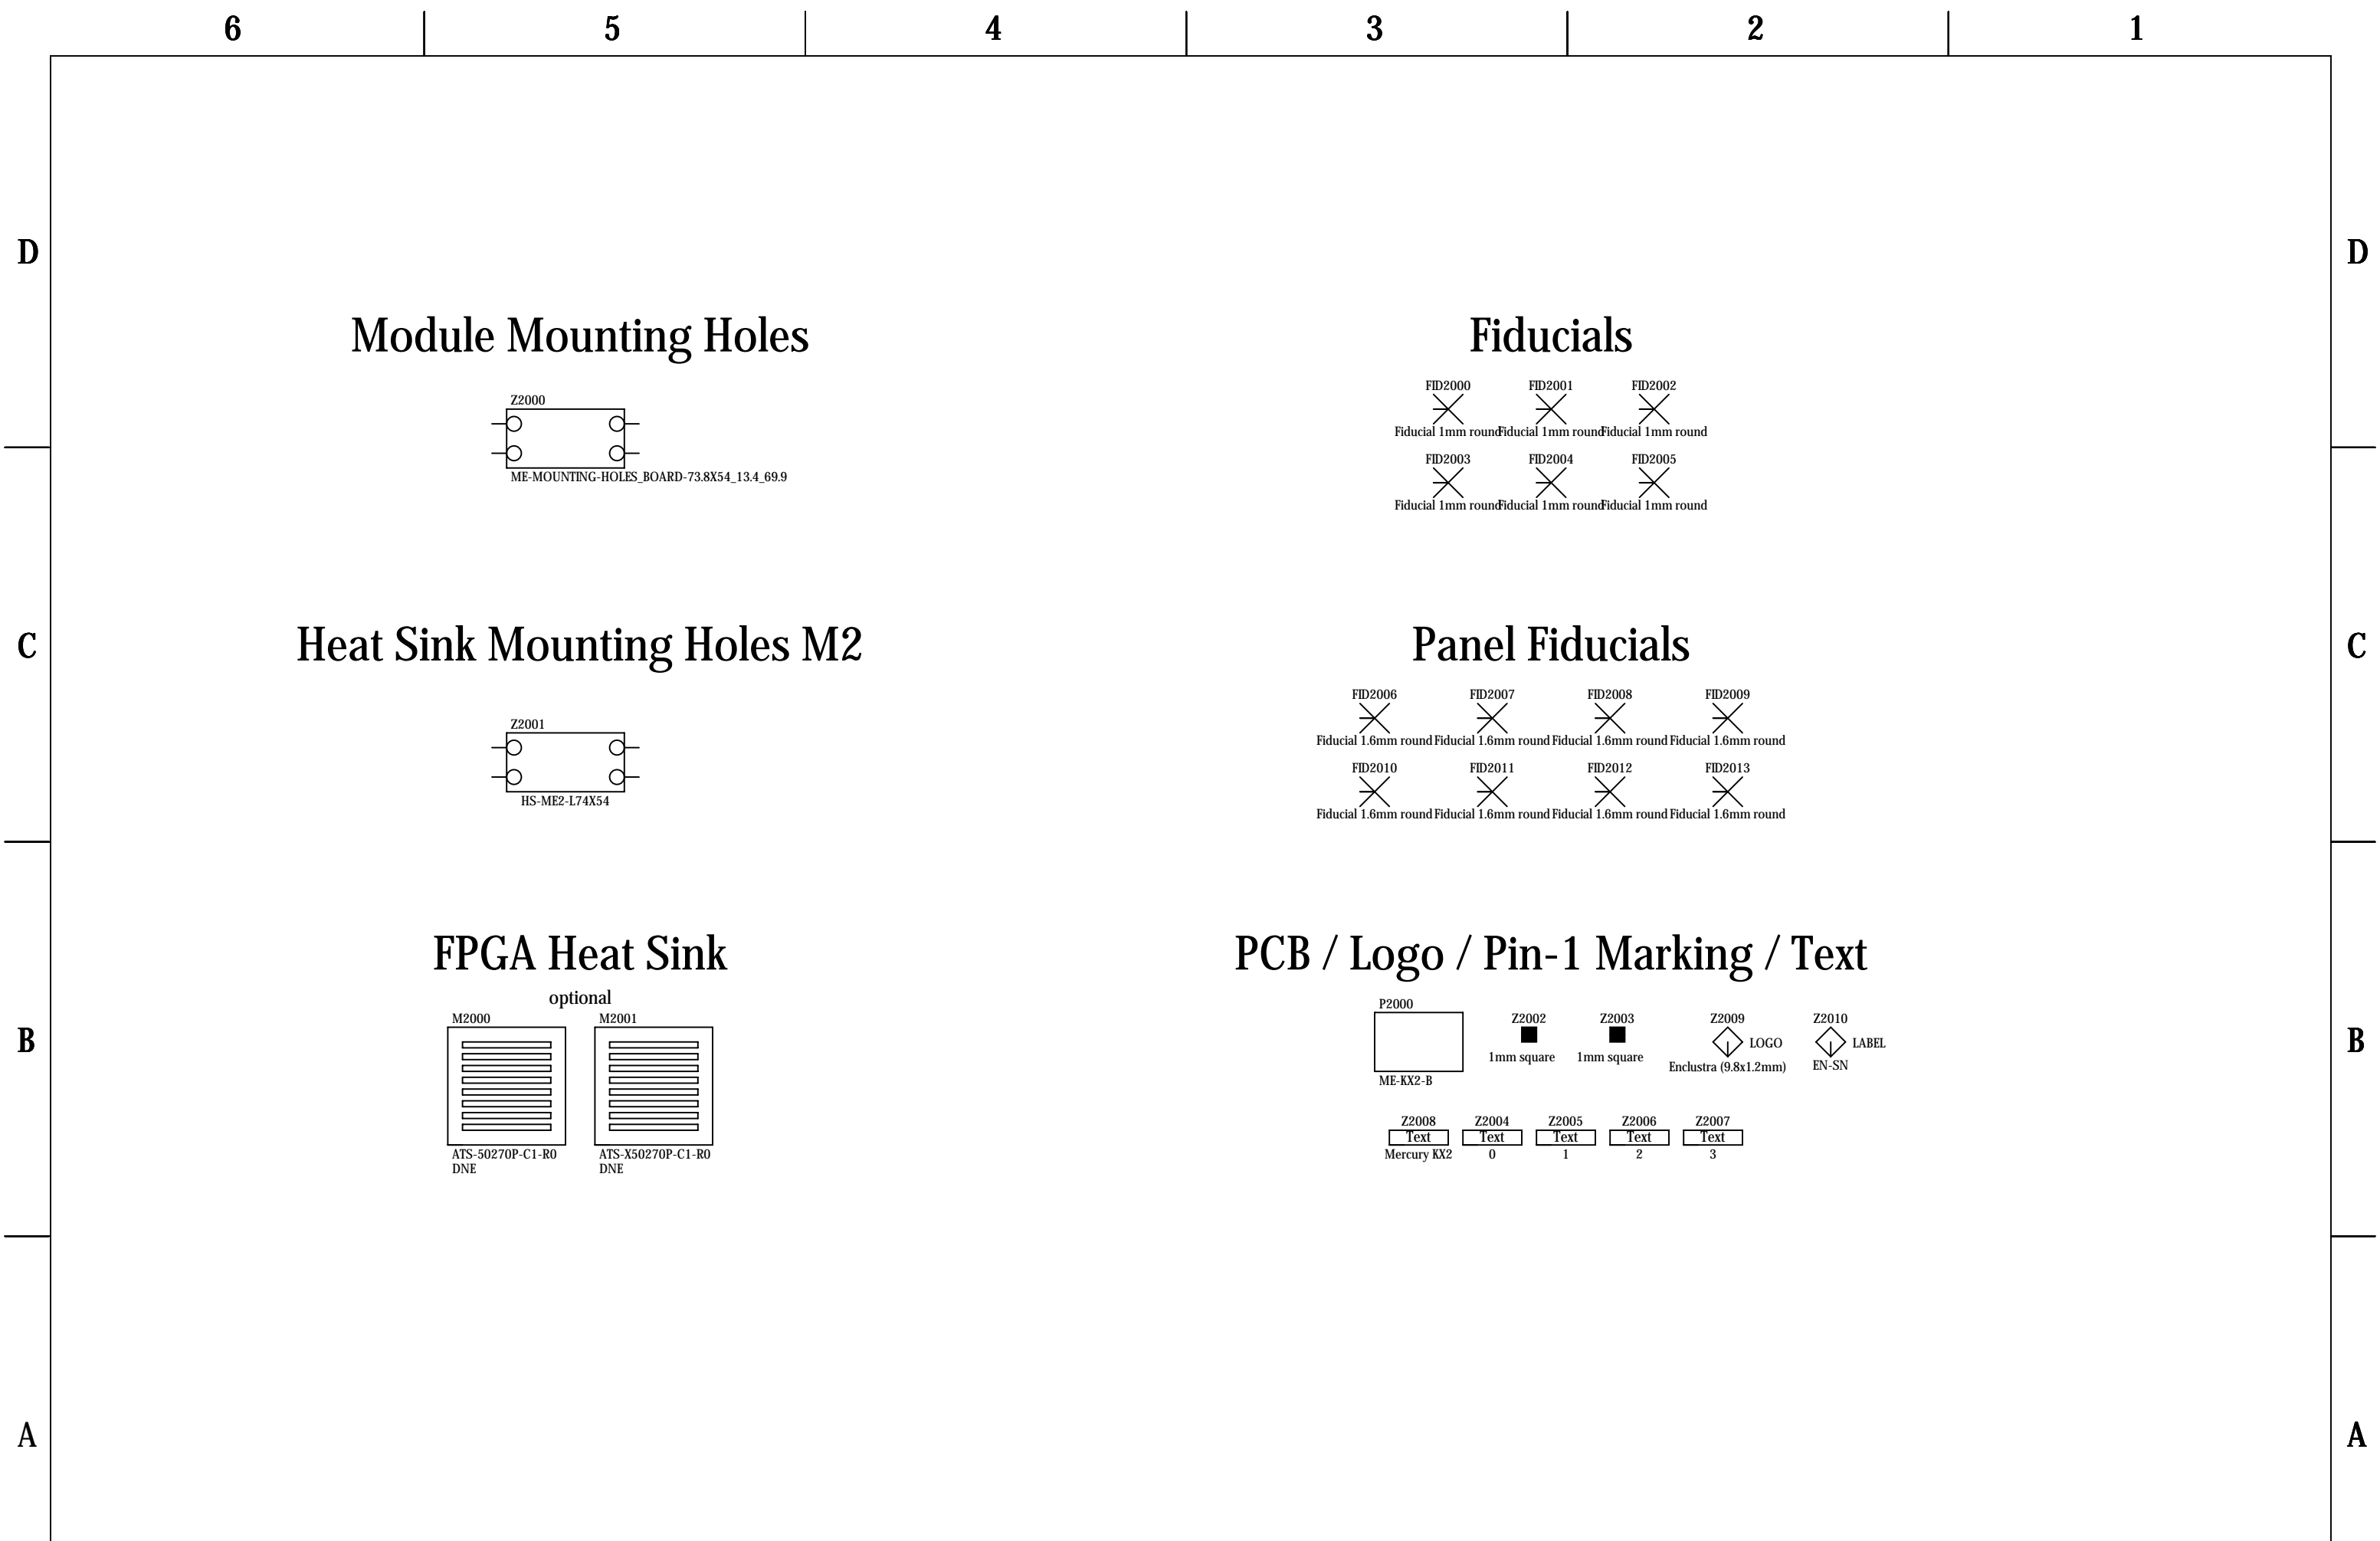 6 5 4 3 2 1
D D
Module Mounting Holes
Z2000
ME-MOUNTING-HOLES_BOARD-73.8X54_13.4_69.9
Fiducials
FID2000 FID2001 FID2002
Fiducial 1mm round Fiducial 1mm round Fiducial 1mm round
FID2003 FID2004 FID2005
Fiducial 1mm round Fiducial 1mm round Fiducial 1mm round
C C
Heat Sink Mounting Holes M2
Z2001
HS-ME2-L74X54
Panel Fiducials
FID2006 FID2007 FID2008 FID2009
Fiducial 1.6mm round Fiducial 1.6mm round Fiducial 1.6mm round Fiducial 1.6mm round
FID2010 FID2011 FID2012 FID2013
Fiducial 1.6mm round Fiducial 1.6mm round Fiducial 1.6mm round Fiducial 1.6mm round
B B
FPGA Heat Sink
optional
M2000 M2001
ATS-50270P-C1-R0 ATS-X50270P-C1-R0
DNE DNE
PCB / Logo / Pin-1 Marking / Text
P2000
ME-KX2-B
Z2002 Z2003 Z2009 Z2010
LOGO LABEL
1mm square 1mm square Enclustra (9.8x1.2mm) EN-SN
Z2008 Z2004 Z2005 Z2006 Z2007
Text Text Text Text Text
Mercury KX2 0 1 2 3
A A